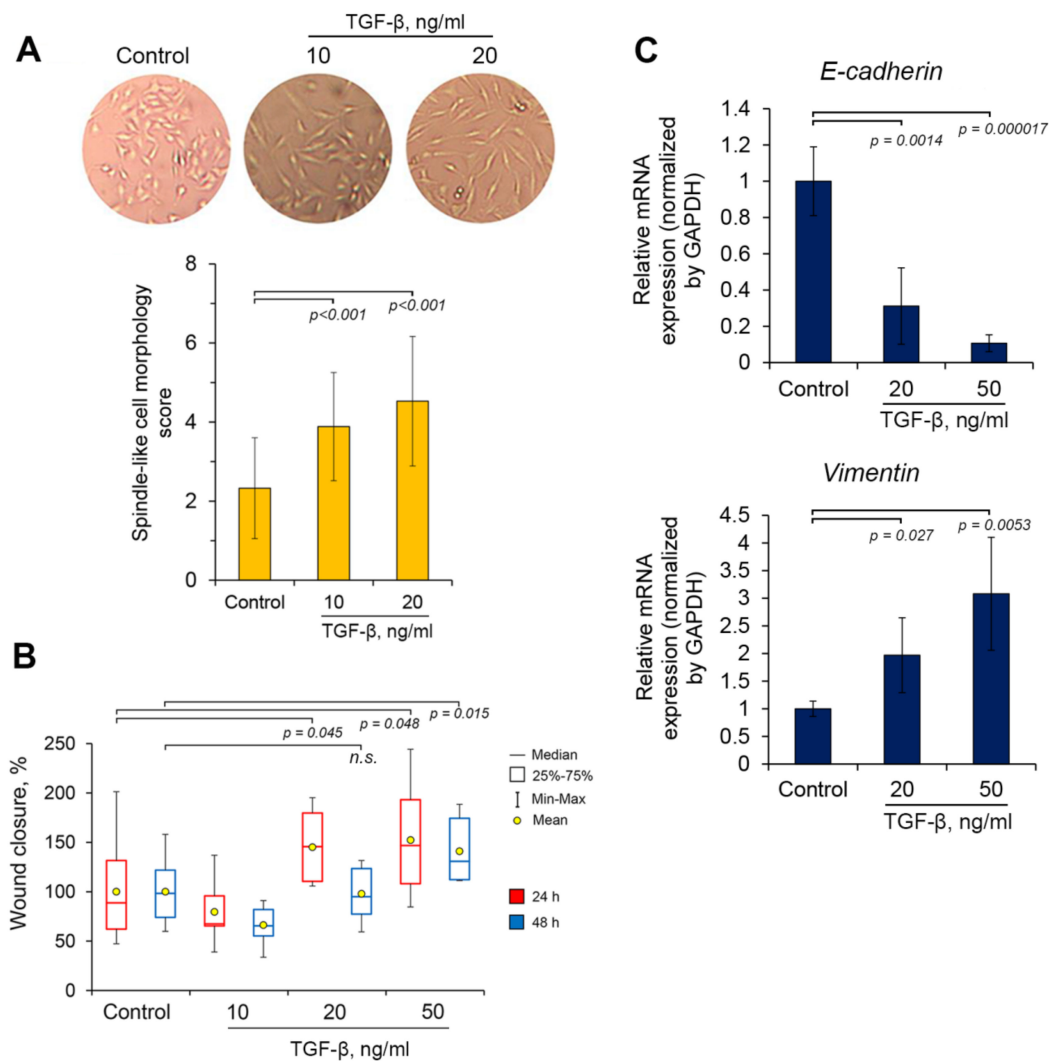 A
TGF-β, ng/ml
Control
10
20
8
6
4
2
0
Spindle-like cell morphology
score
p<0.001
p<0.001
Control
10
20
TGF-β, ng/ml
B
p = 0.015
p = 0.048
p = 0.045
n.s.
Wound closure, %
250
200
150
100
50
0
Median
25%-75%
Min-Max
Mean
24 h
48 h
Control
10
20
50
TGF-β, ng/ml
C
E-cadherin
Relative mRNA
expression (normalized
by GAPDH)
1.4
1.2
1
0.8
0.6
0.4
0.2
0
p = 0.0014
p = 0.000017
Control
20
50
TGF-β, ng/ml
Vimentin
Relative mRNA
expression (normalized
by GAPDH)
4.5
4
3.5
3
2.5
2
1.5
1
0.5
0
p = 0.027
p = 0.0053
Control
20
50
TGF-β, ng/ml